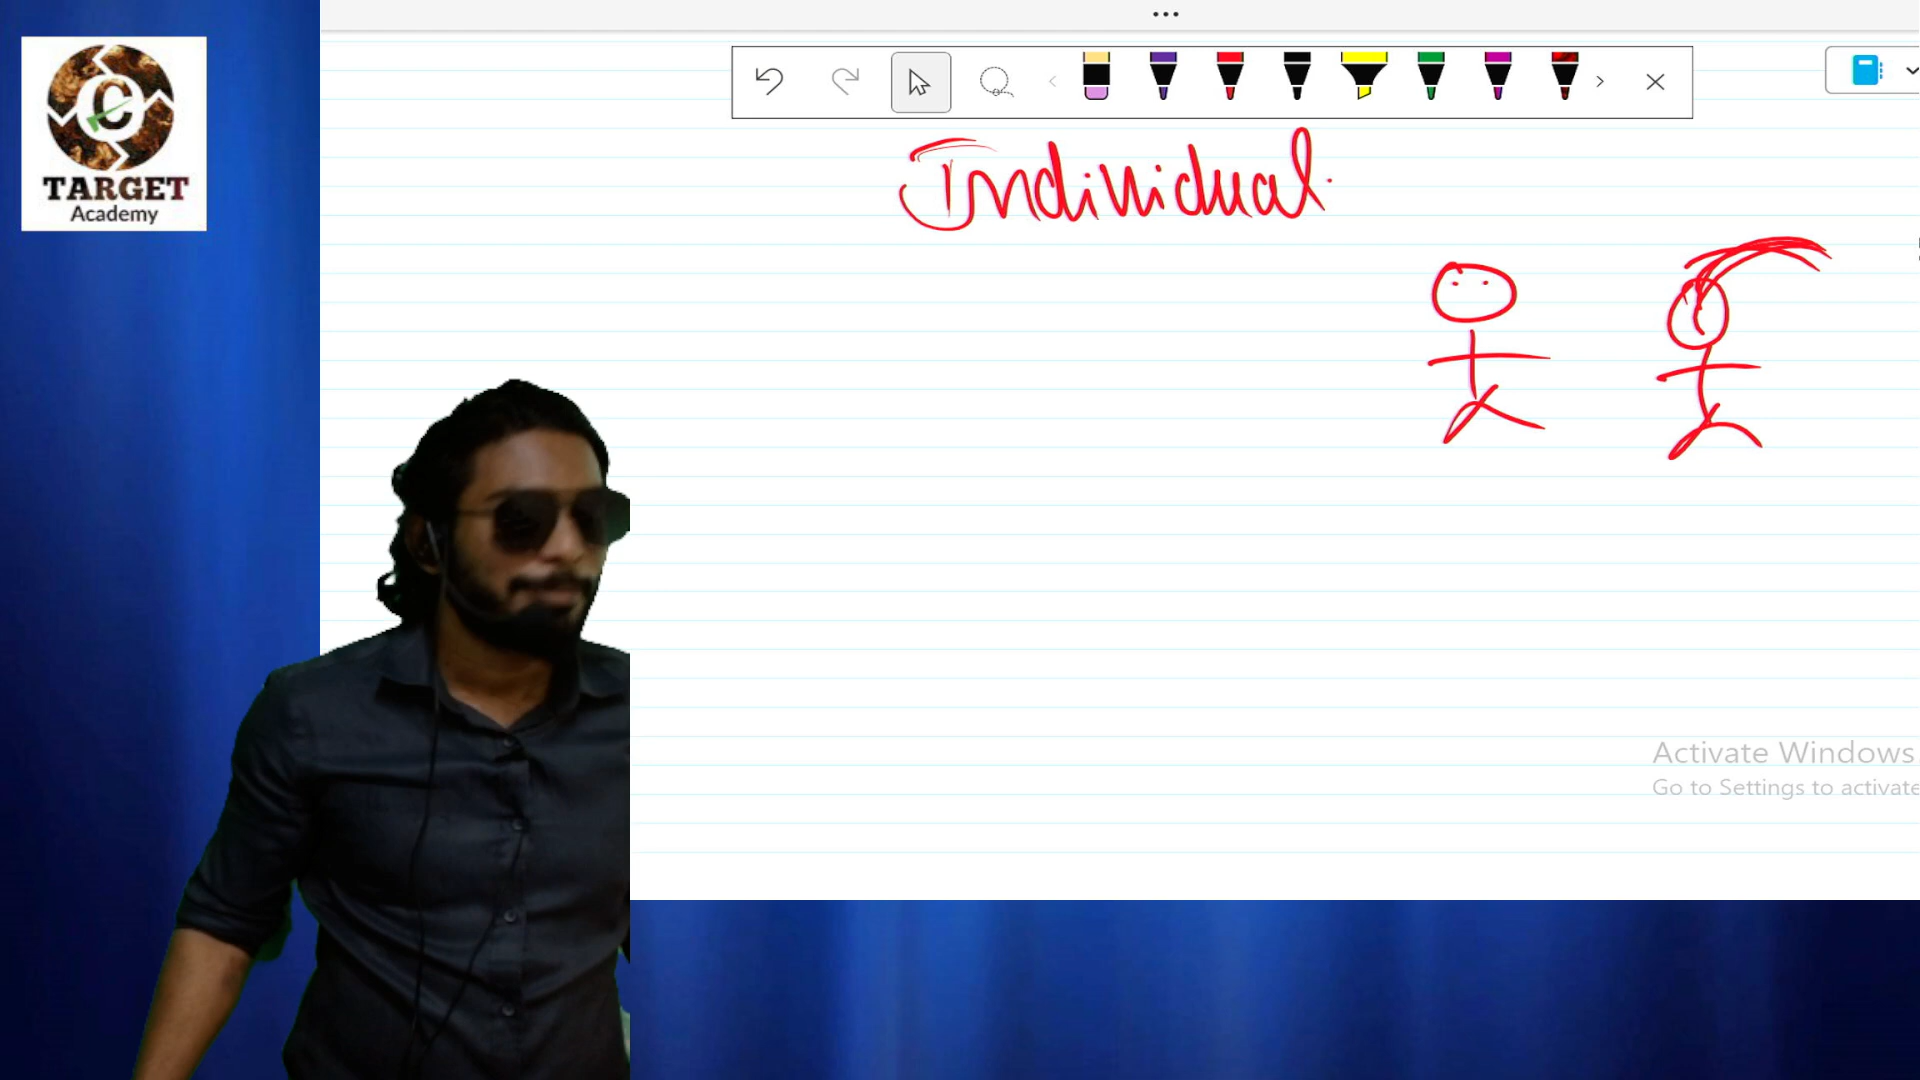 TARGET
Academy
Individual.
Activate Windows
Go to Settings to activate